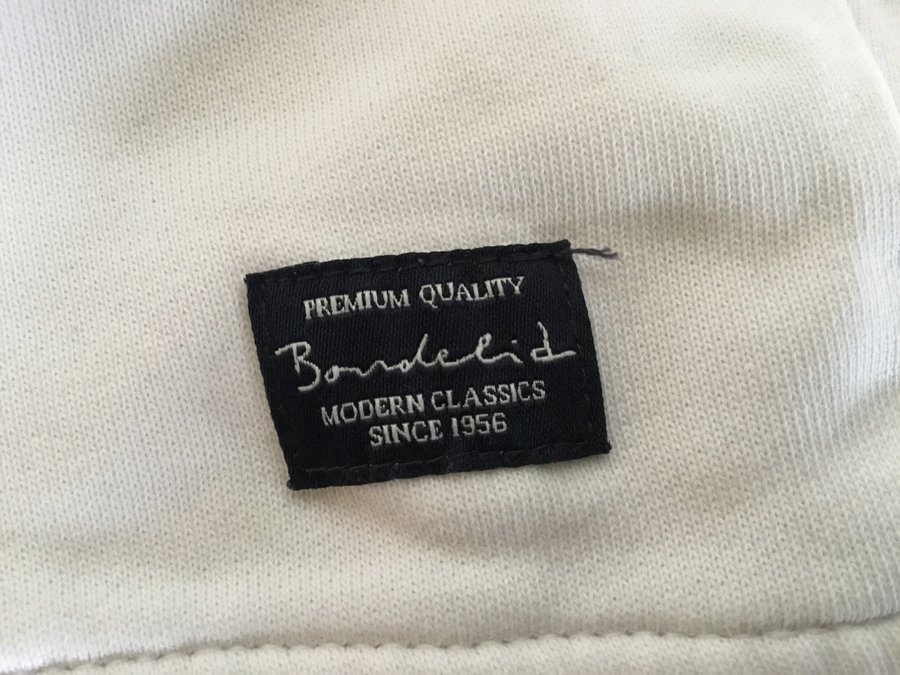 PREMIUM QUALITY
Bondelid
MODERN CLASSICS
SINCE 1956